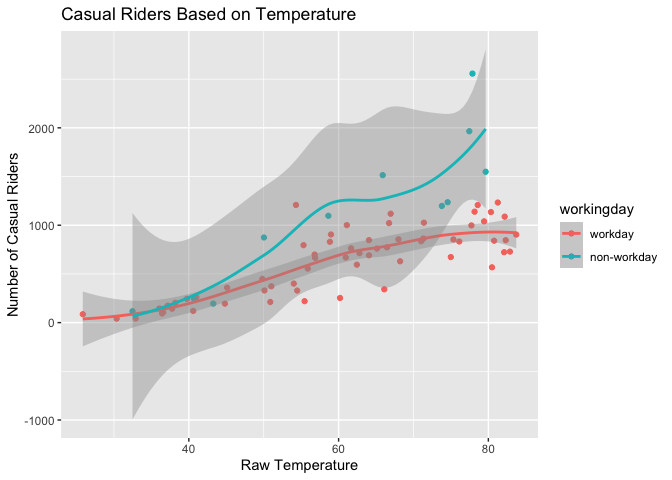 Casual Riders Based on Temperature
Number of Casual Riders
2000
1000
0
-1000
40
60
80
Raw Temperature
workingday
workday
non-workday